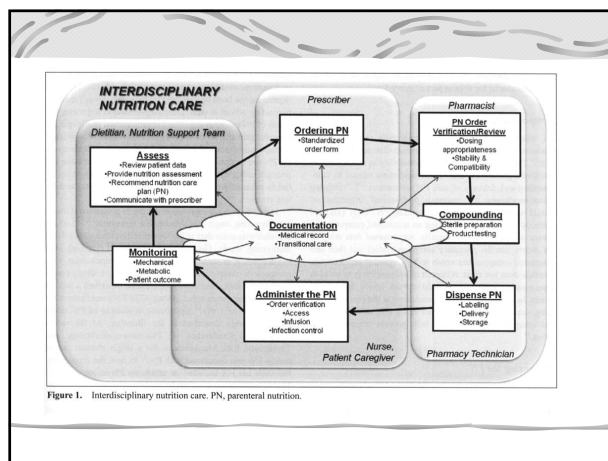 INTERDISCIPLINARY
NUTRITION CARE
Dietitian, Nutrition Support Team
Assess
•Review patient data
•Provide nutrition assessment
•Recommend nutrition care
plan (PN)
•Communicate with prescriber
Prescriber
Ordering PN
•Standardized
order form
Pharmacist
PN Order
Verification/Review
•Dosing
appropriateness
•Stability &
Compatibility
Compounding
•Sterile preparation
•Product testing
Documentation
•Medical record
•Transitional care
Monitoring
•Mechanical
•Metabolic
•Patient outcome
Administer the PN
•Order verification
•Access
•Infusion
•Infection control
Nurse,
Patient Caregiver
Dispense PN
•Labeling
•Delivery
•Storage
Pharmacy Technician
Figure 1. Interdisciplinary nutrition care. PN, parenteral nutrition.